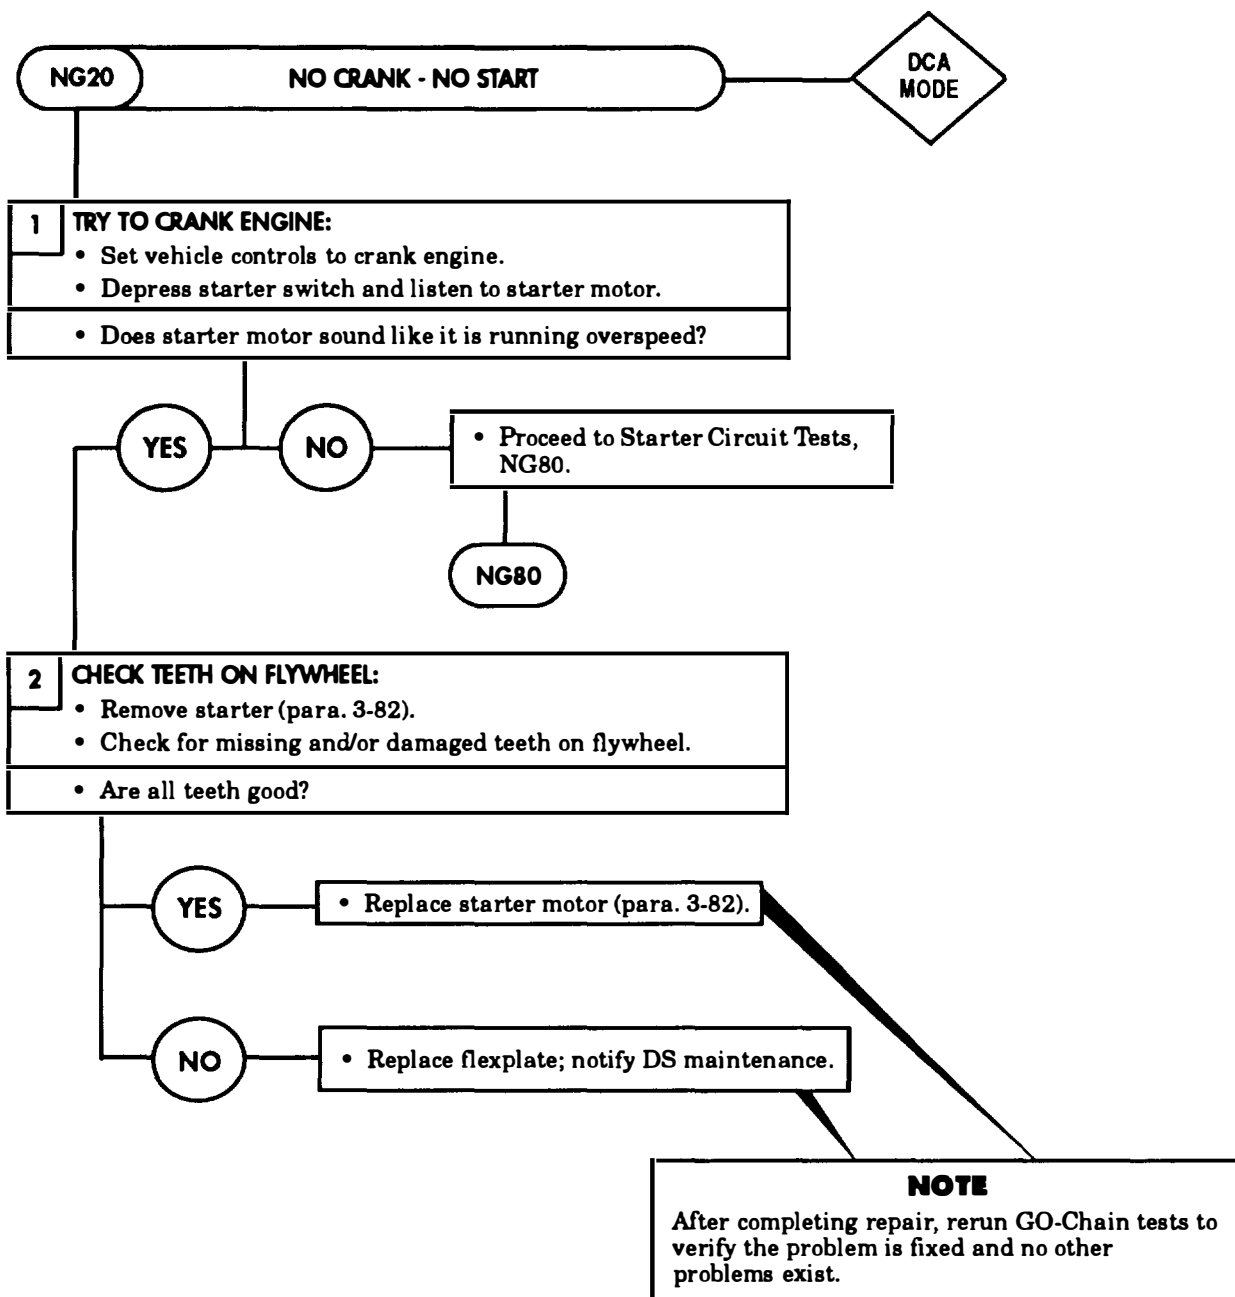 NG20
NO CRANK - NO START
DCA
MODE
1
TRY TO CRANK ENGINE:
• Set vehicle controls to crank engine.
• Depress starter switch and listen to starter motor.
• Does starter motor sound like it is running overspeed?
YES
NO
• Proceed to Starter Circuit Tests,
NG80.
NG80
2
CHECK TEETH ON FLYWHEEL:
• Remove starter (para. 3-82).
• Check for missing and/or damaged teeth on flywheel.
• Are all teeth good?
YES
• Replace starter motor (para. 3-82).
NO
• Replace flexplate; notify DS maintenance.
NOTE
After completing repair, rerun GO-Chain tests to
verify the problem is fixed and no other
problems exist.